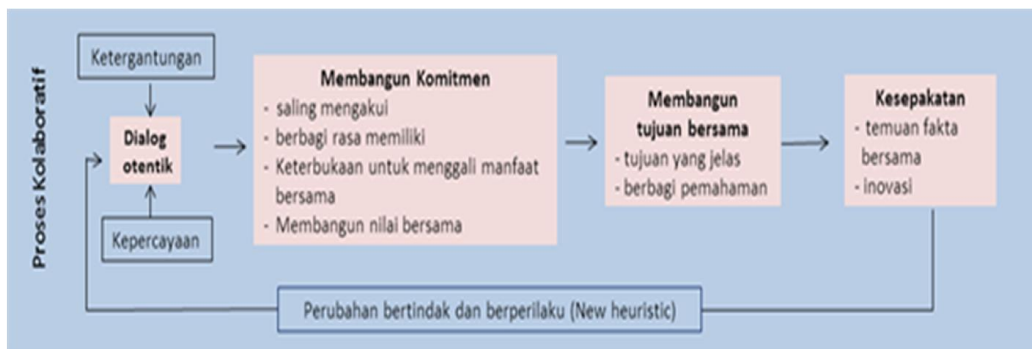 Proses Kolaboratif
Ketergantungan
Dialog
otentik
Kepercayaan
Membangun Komitmen
- saling mengakui
- berbagi rasa memiliki
- Keterbukaan untuk menggali manfaat
bersama
- Membangun nilai bersama
Membangun
tujuan bersama
- tujuan yang jelas
- berbagi pemahaman
Kesepakatan
- temuan fakta
bersama
- inovasi
Perubahan bertindak dan berperilaku (New heuristic)